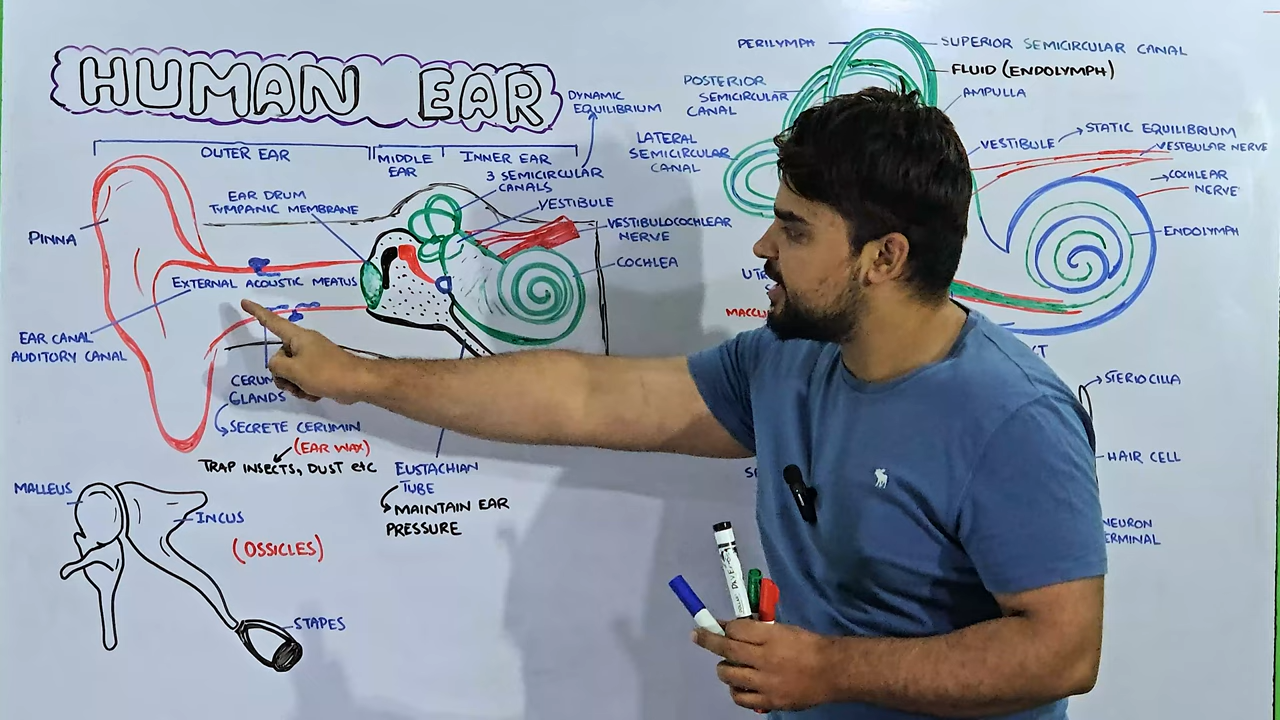 HUMAN EAR
OUTER EAR
MIDDLE
EAR
INNER EAR
DYNAMIC
EQUILIBRIUM
3 SEMICIRCULAR
CANALS
EAR DRUM
TYMPANIC MEMBRANE
VESTIBULE
VESTIBULOCOCHLEAR
NERVE
COCHLEA
PINNA
EXTERNAL ACOUSTIC MEATUS
EAR CANAL
AUDITORY CANAL
GLANDS
SECRETE CERUMIN
(EAR WAX)
TRAP INSECTS, DUST etc
EUSTACHIAN
TUBE
MAINTAIN EAR
PRESSURE
MALLEUS
INCUS
(OSSICLES)
STAPES
PERILYMPH
SUPERIOR SEMICIRCULAR CANAL
FLUID (ENDOLYMPH)
AMPULLA
POSTERIOR
SEMICIRCULAR
CANAL
LATERAL
SEMICIRCULAR
CANAL
VESTIBULE
STATIC EQUILIBRIUM
VESTBULAR NERVE
COCHLEAR
NERVE
ENDOLYMPH
STERIOCILIA
HAIR CELL
NEURON